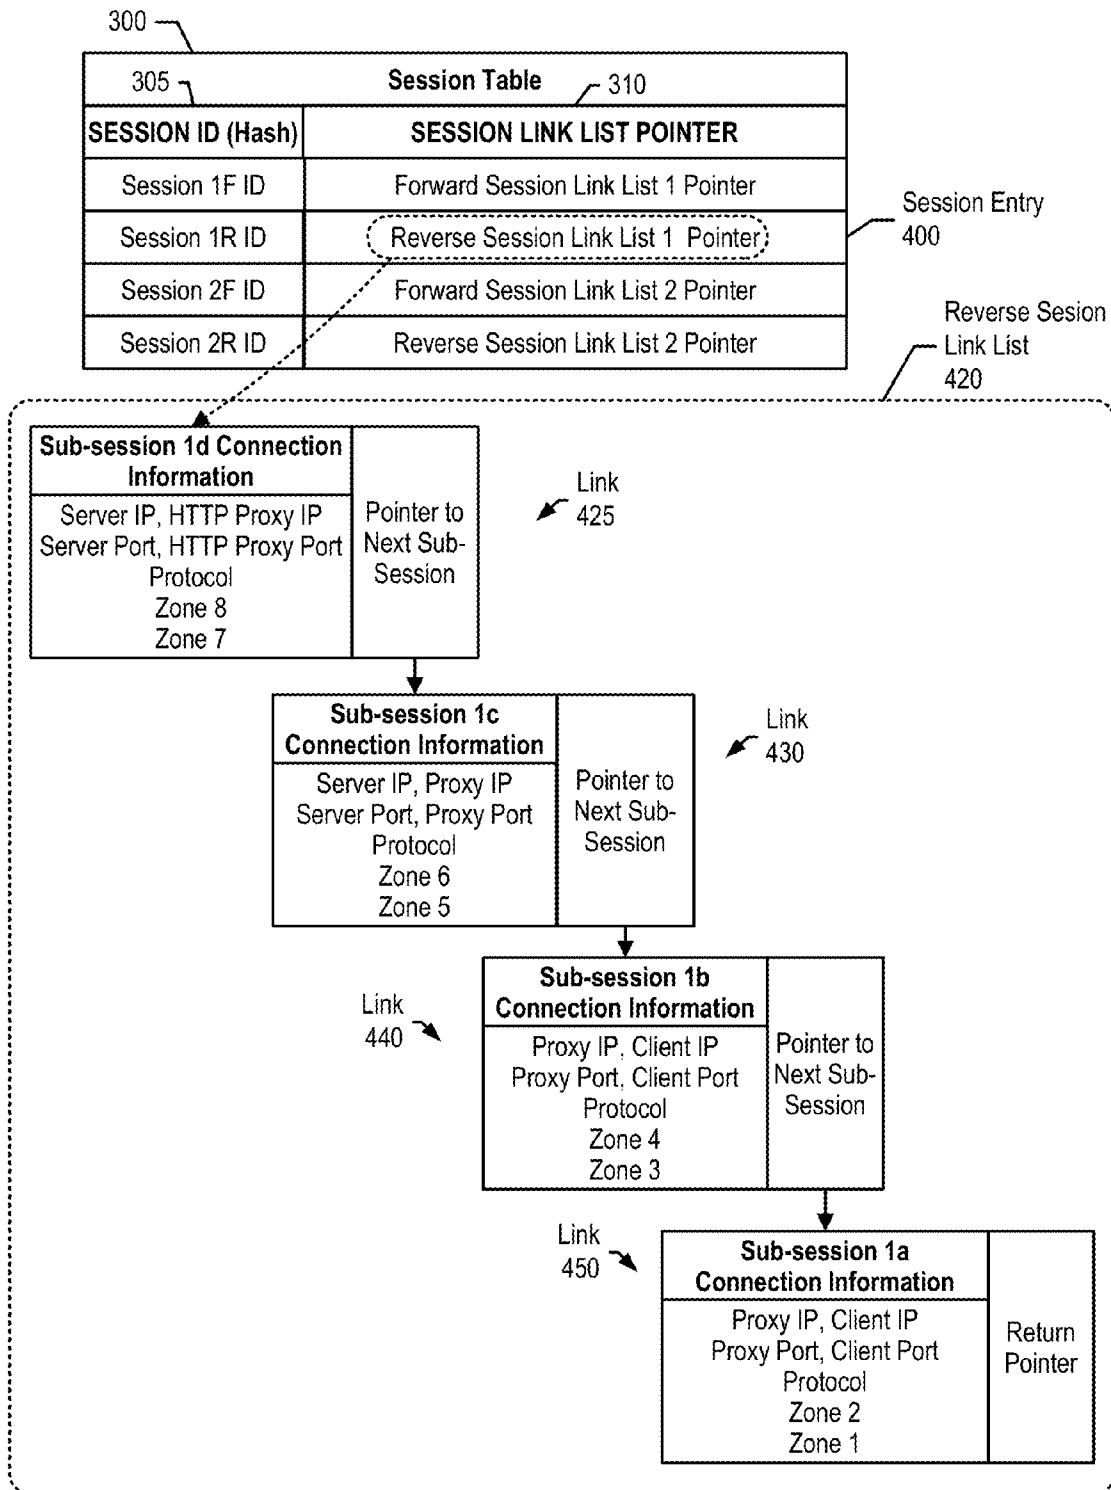 300
Session Table
305
310
SESSION ID (Hash)
SESSION LINK LIST POINTER
Session 1F ID
Forward Session Link List 1 Pointer
Session 1R ID
Reverse Session Link List 1 Pointer
Session 2F ID
Forward Session Link List 2 Pointer
Session 2R ID
Reverse Session Link List 2 Pointer
Session Entry
400
Reverse Sesion
Link List
420
Sub-session 1d Connection
Information
Server IP, HTTP Proxy IP
Server Port, HTTP Proxy Port
Protocol
Zone 8
Zone 7
Pointer to
Next Sub-
Session
Link
425
Sub-session 1c
Connection Information
Server IP, Proxy IP
Server Port, Proxy Port
Protocol
Zone 6
Zone 5
Pointer to
Next Sub-
Session
Link
430
Link
440
Sub-session 1b
Connection Information
Proxy IP, Client IP
Proxy Port, Client Port
Protocol
Zone 4
Zone 3
Pointer to
Next Sub-
Session
Link
450
Sub-session 1a
Connection Information
Proxy IP, Client IP
Proxy Port, Client Port
Protocol
Zone 2
Zone 1
Return
Pointer